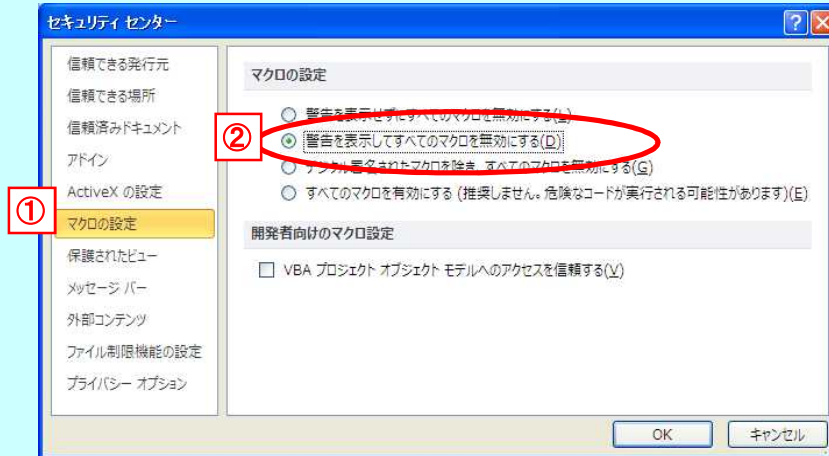 セキュリティ センター
信頼できる発行元
信頼できる場所
信頼済みドキュメント
アドイン
ActiveX の設定
①
マクロの設定
保護されたビュー
メッセージ バー
外部コンテンツ
ファイル制限機能の設定
プライバシー オプション
マクロの設定
警告を表示せずにすべてのマクロを無効にする(L)
②
警告を表示してすべてのマクロを無効にする(D)
デジタル署名されたマクロを除き、すべてのマクロを無効にする(G)
すべてのマクロを有効にする (推奨しません。危険なコードが実行される可能性があります)(E)
開発者向けのマクロ設定
VBA プロジェクト オブジェクト モデルへのアクセスを信頼する(V)
OK
キャンセル